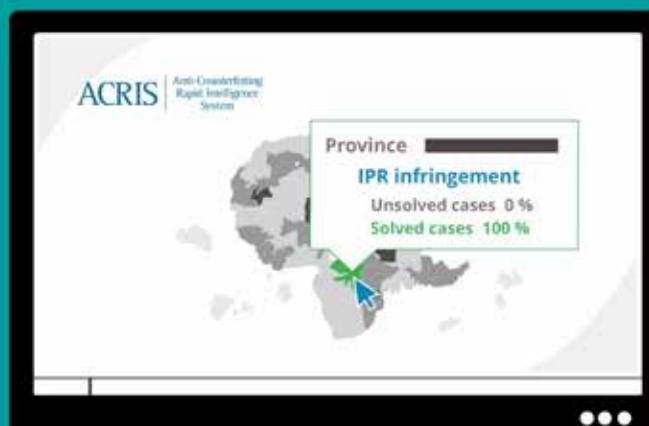 ACRIS
Anti-Counterfeiting
Rapid Intelligence
System
Province
IPR infringement
Unsolved cases 0 %
Solved cases 100 %